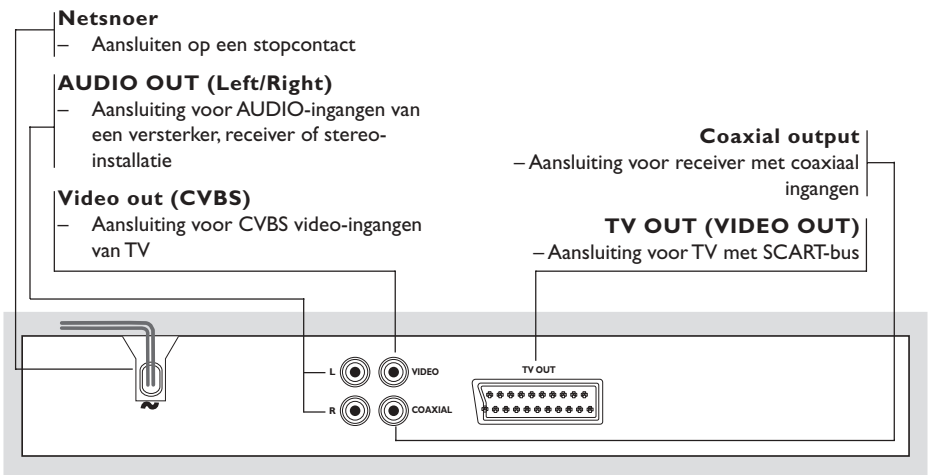 Netsnoer
– Aansluiten op een stopcontact
AUDIO OUT (Left/Right)
– Aansluiting voor AUDIO-ingangen van
een versterker, receiver of stereo-
installatie
Video out (CVBS)
– Aansluiting voor CVBS video-ingangen
van TV
Coaxial output
– Aansluiting voor receiver met coaxiaal
ingangen
TV OUT (VIDEO OUT)
– Aansluiting voor TV met SCART-bus
L
VIDEO
TV OUT
R
COAXIAL
~